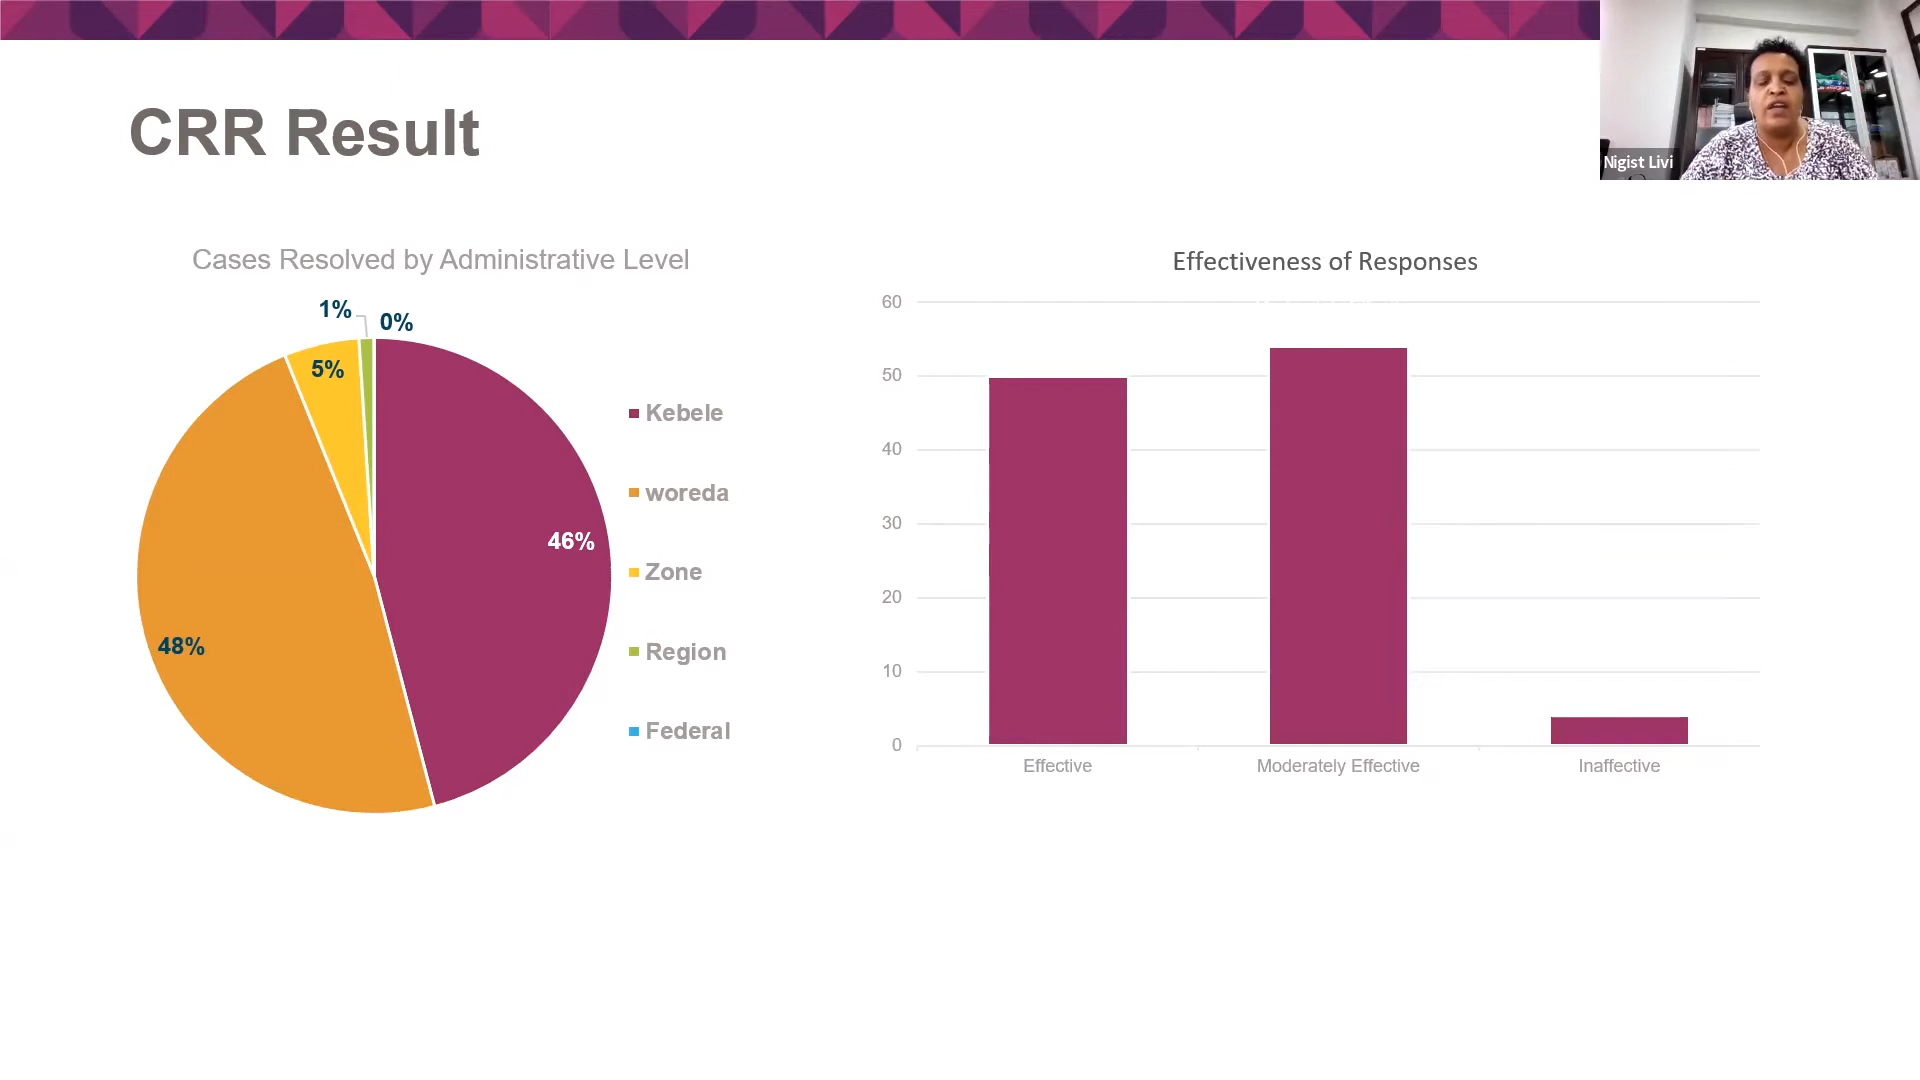 CRR Result
Nigist Livi
Cases Resolved by Administrative Level
1%
0%
5%
46%
48%
Kebele
woreda
Zone
Region
Federal
Effectiveness of Responses
60
50
40
30
20
10
0
Effective
Moderately Effective
Inaffective